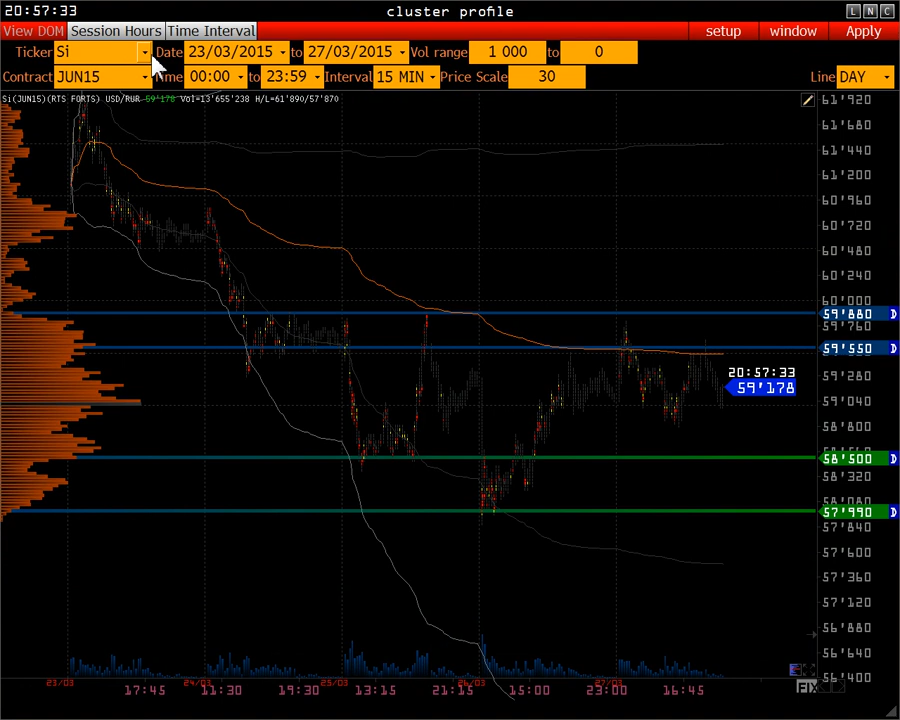 20:57:33 cluster profile L N C
View DOM Session Hours Time Interval setup window Apply
Ticker Si Date 23/03/2015 to 27/03/2015 Vol range 1 000 to 0
Contract JUN15 00:00 to 23:59 Interval 15 MIN Price Scale 30 Line DAY
Si(JUN15)(RTS FORTS) USD/RUR 59'178 Vol=13'655'238 H/L=61'890/57'870
61'920
61'680
61'440
61'200
60'960
60'720
60'480
60'240
60'000
59'880 D
59'760
59'550 D
20:57:33
59'280
59'178
59'040
58'800
58'500 D
58'320
57'990 D
57'840
57'600
57'360
57'120
56'880
56'640
56'400
23/03 24/03 25/03 26/03 27/03
17:45 11:30 19:30 13:15 21:15 15:00 23:00 16:45
FIX